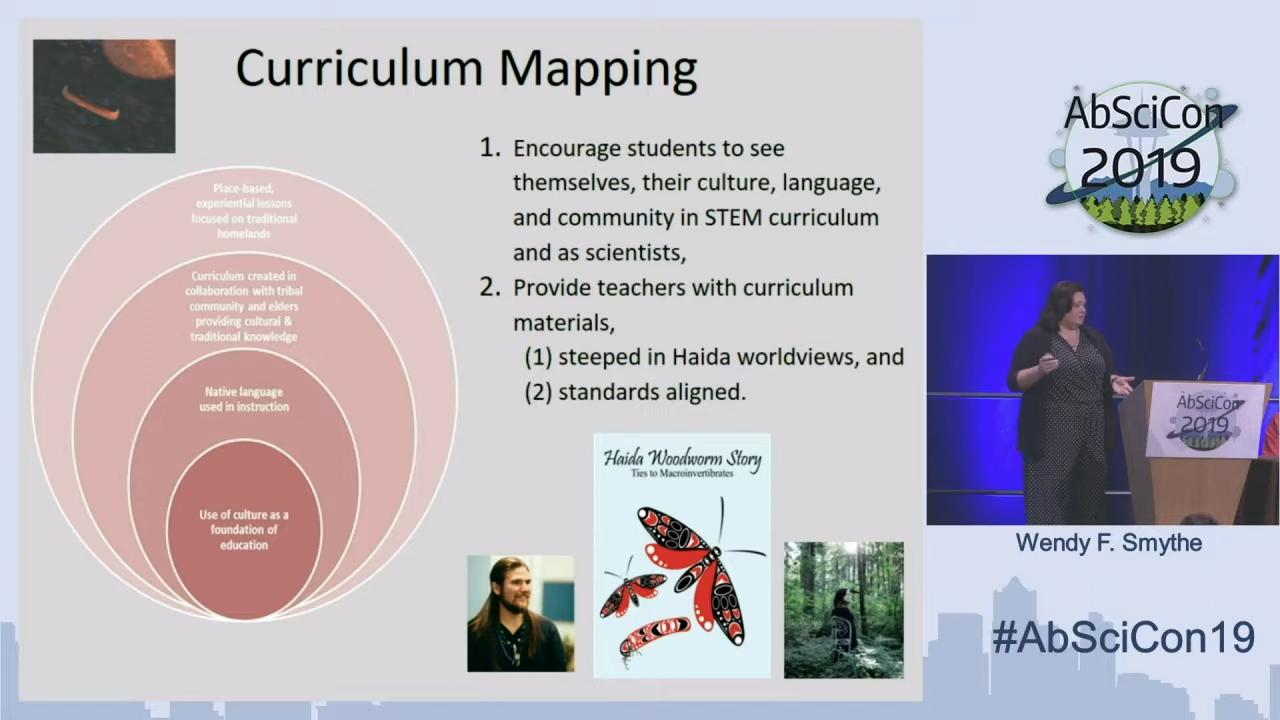 Curriculum Mapping
Place-based,
experiential lessons
focused on traditional
homelands
Curriculum created in
collaboration with tribal
community and elders
providing cultural &
traditional knowledge
Native language
used in instruction
Use of culture as a
foundation of
education
1. Encourage students to see
themselves, their culture, language,
and community in STEM curriculum
and as scientists,
2. Provide teachers with curriculum
materials,
(1) steeped in Haida worldviews, and
(2) standards aligned.
Haida Woodworm Story
Ties to Macroinvertibrates
AbSciCon
2019
AbSciCon
2019
Wendy F. Smythe
#AbSciCon19